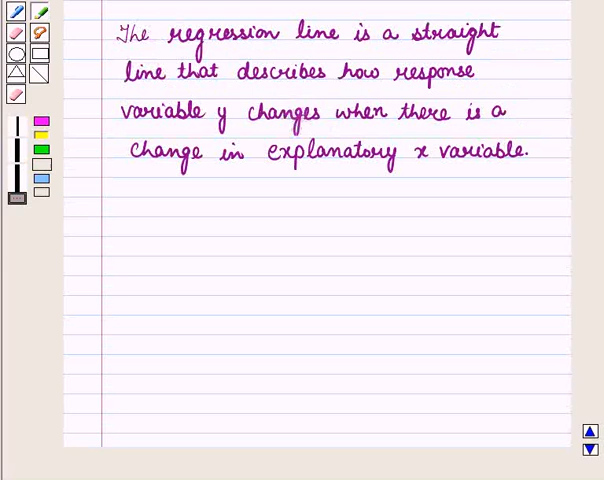 The regression line is a straight
line that describes how response
variable y changes when there is a
change in explanatory x variable.